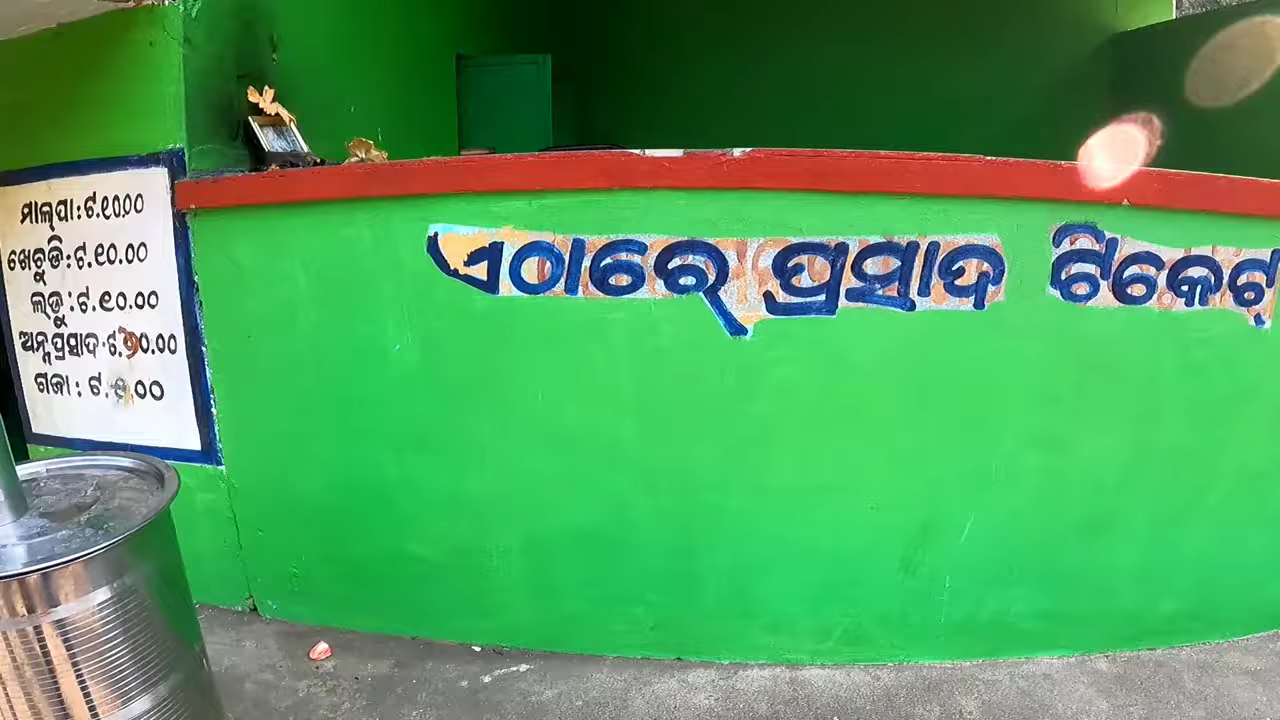 ମାଲ୍‌ପା : ଟ.୧୦.୦୦
ଖେଚୁଡି : ଟ.୧୦.୦୦
ଲଡୁ : ଟ.୧୦.୦୦
ଅନ୍ନପ୍ରସାଦ
ଗଜା : ଟ.
ଏଠାରେ ପ୍ରସାଦ ଟିକେଟ୍